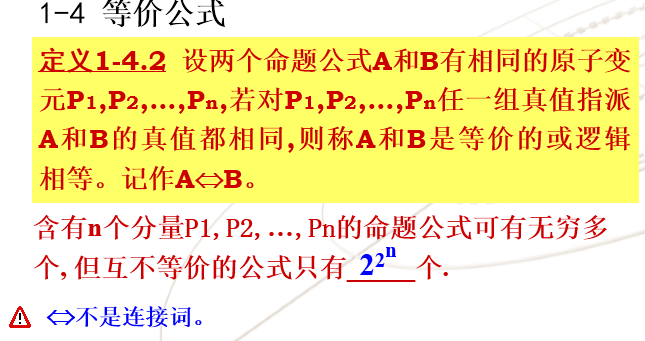 1-4 等价公式
定义1-4.2 设两个命题公式A和B有相同的原子变
元P1,P2,…,Pn,若对P1,P2,…,Pn任一组真值指派
A和B的真值都相同,则称A和B是等价的或逻辑
相等。记作A⇔B。
含有n个分量P1,P2,…,Pn的命题公式可有无穷多
个,但互不等价的公式只有 2^{2^n} 个.
⇔不是连接词。